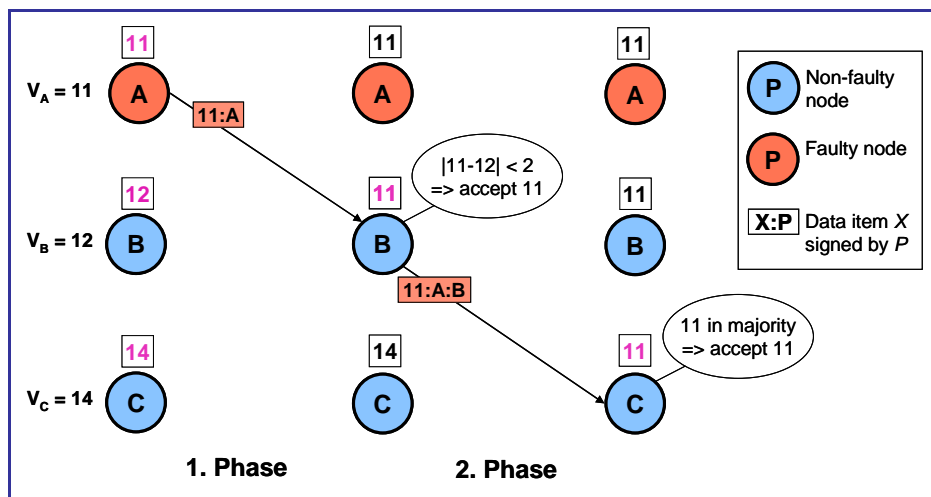 11
11
11
V_A = 11
A
A
A
11:A
|11-12| < 2
=> accept 11
12
11
11
V_B = 12
B
B
B
11:A:B
11 in majority
=> accept 11
14
14
11
V_C = 14
C
C
C
1. Phase
2. Phase
P
Non-faulty
node
P
Faulty node
X:P
Data item X
signed by P